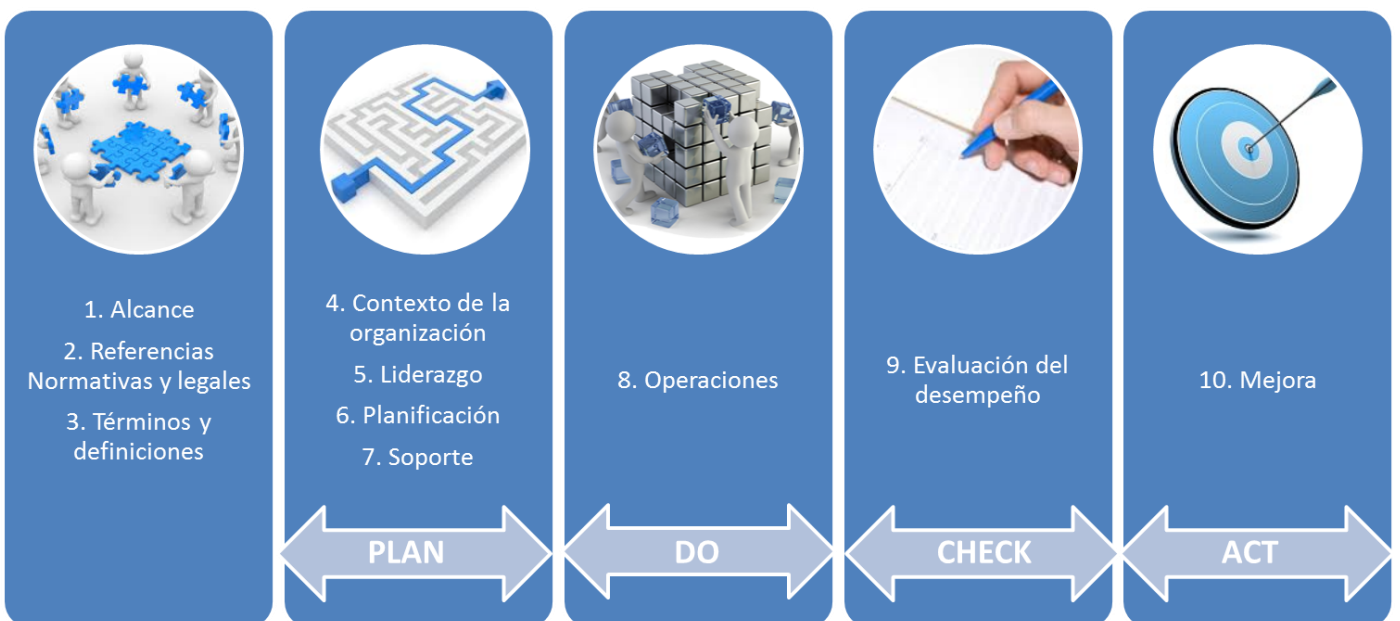 1. Alcance
2. Referencias
Normativas y legales
3. Términos y
definiciones
4. Contexto de la
organización
5. Liderazgo
6. Planificación
7. Soporte
PLAN
8. Operaciones
DO
9. Evaluación del
desempeño
CHECK
10. Mejora
ACT